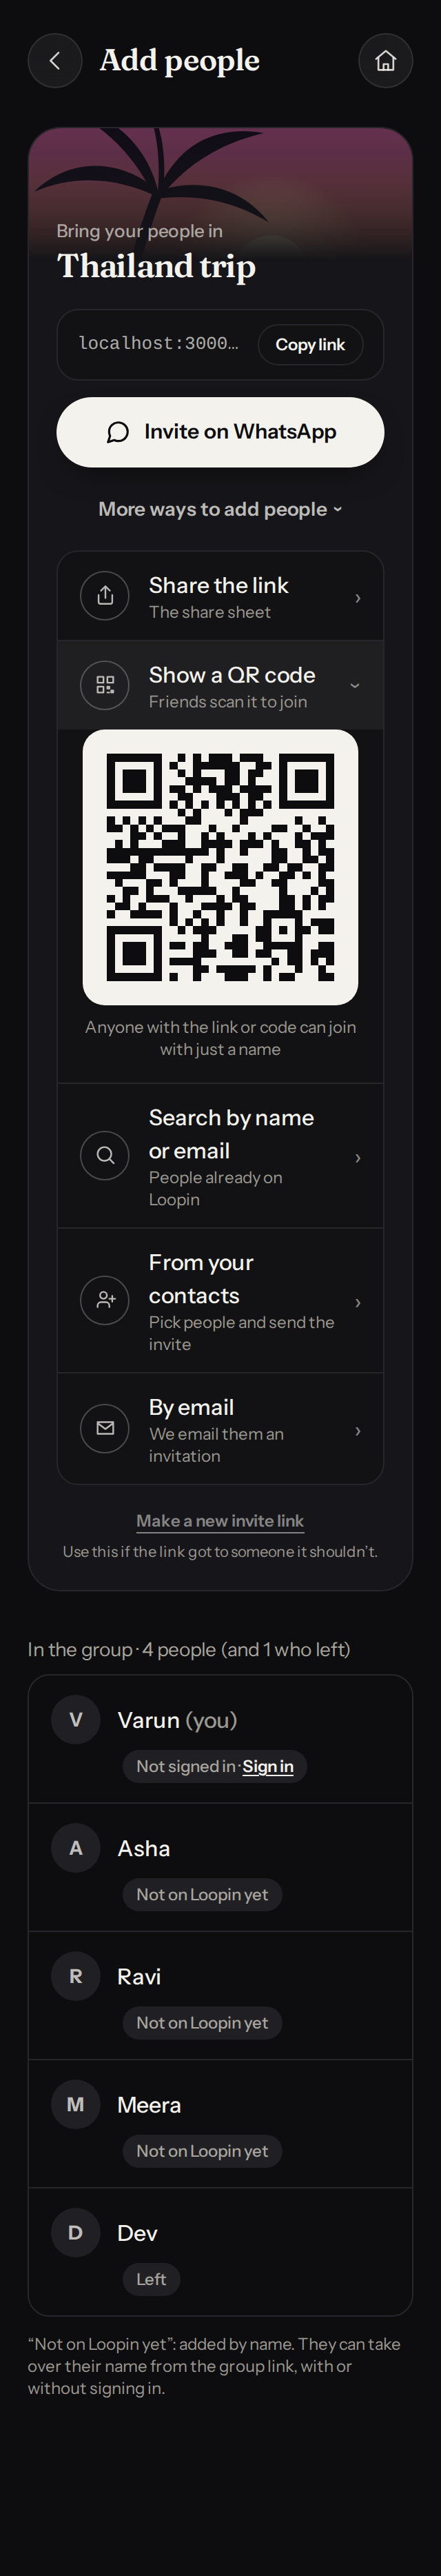 Add people
Bring your people in
Thailand trip
localhost:3000…
Copy link
Invite on WhatsApp
More ways to add people
Share the link
The share sheet
Show a QR code
Friends scan it to join
Anyone with the link or code can join
with just a name
Search by name
or email
People already on
Loopin
From your
contacts
Pick people and send the
invite
By email
We email them an
invitation
Make a new invite link
Use this if the link got to someone it shouldn’t.
In the group · 4 people (and 1 who left)
V
Varun (you)
Not signed in · Sign in
A
Asha
Not on Loopin yet
R
Ravi
Not on Loopin yet
M
Meera
Not on Loopin yet
D
Dev
Left
“Not on Loopin yet”: added by name. They can take
over their name from the group link, with or
without signing in.